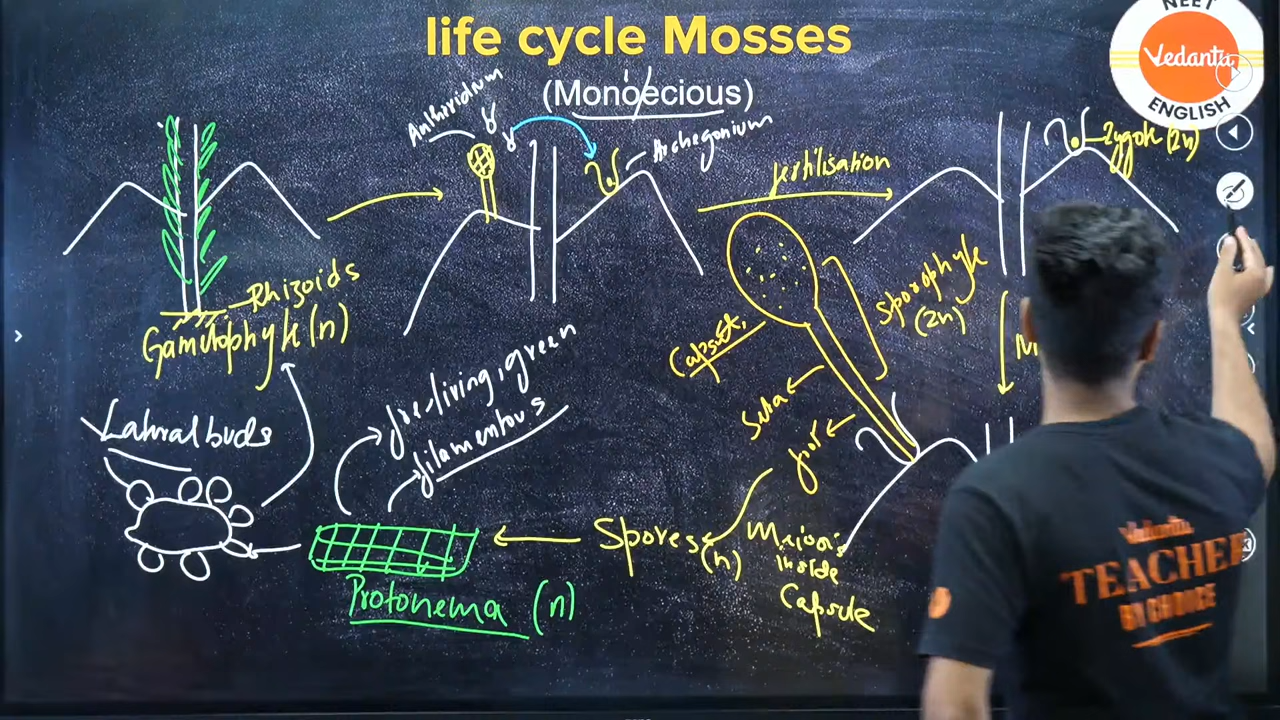 life cycle Mosses
(Monoecious)
NEET
Vedantu
ENGLISH
Antheridium
Archegonium
fertilisation
Zygote (2n)
Rhizoids
Gametophyte (n)
Sporophyte
(2n)
Capsule
Seta
foot
M
free-living, green
filamentous
Lateral buds
Spores (n)
Meiosis
inside
Capsule
Protonema (n)
Vedantu
TEACHER
BY CHOICE